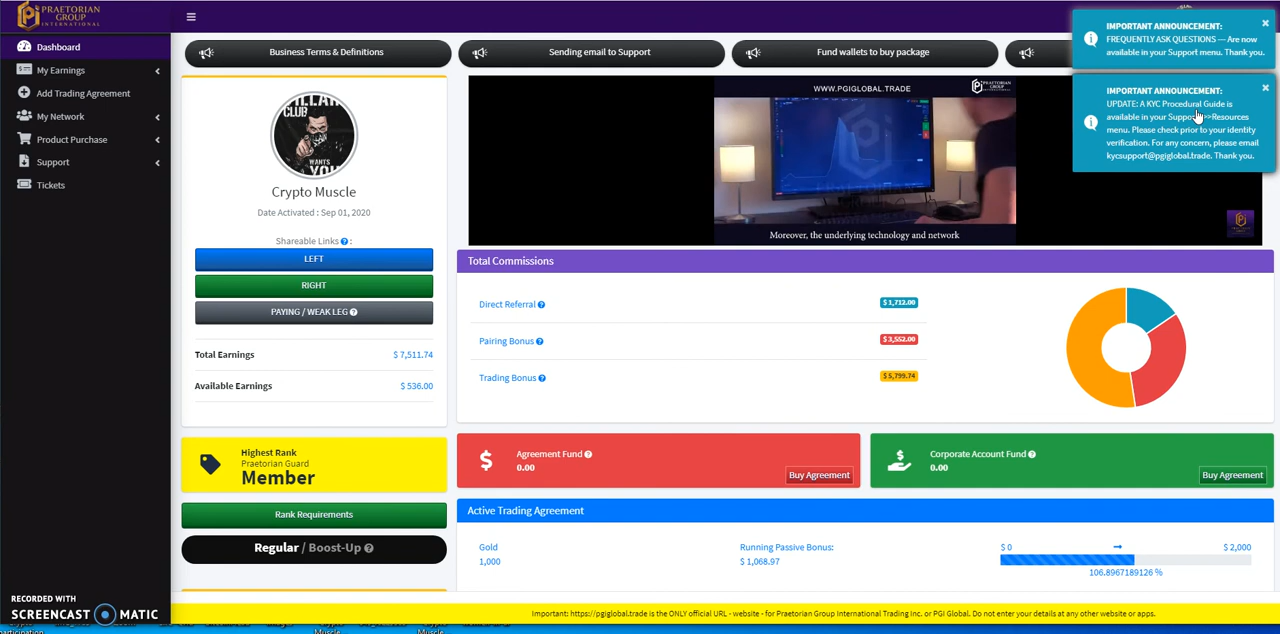 PRAETORIAN
GROUP
INTERNATIONAL
Dashboard
My Earnings
Add Trading Agreement
My Network
Product Purchase
Support
Tickets
Business Terms & Definitions
Sending email to Support
Fund wallets to buy package
IMPORTANT ANNOUNCEMENT:
FREQUENTLY ASK QUESTIONS — Are now
available in your Support menu. Thank you.
IMPORTANT ANNOUNCEMENT:
UPDATE: A KYC Procedural Guide is
available in your Support>>Resources
menu. Please check prior to your identity
verification. For any concern, please email
kycsupport@pgiglobal.trade. Thank you.
CLUB
WANTS
YOU
Crypto Muscle
Date Activated : Sep 01, 2020
Shareable Links :
LEFT
RIGHT
PAYING / WEAK LEG
Total Earnings $ 7,511.74
Available Earnings $ 536.00
WWW.PGIGLOBAL.TRADE
PRAETORIAN
GROUP
Moreover, the underlying technology and network
Total Commissions
Direct Referral $ 1,712.00
Pairing Bonus $ 3,552.00
Trading Bonus $ 5,799.74
Highest Rank
Praetorian Guard
Member
Rank Requirements
Regular / Boost-Up
Agreement Fund
0.00
Buy Agreement
Corporate Account Fund
0.00
Buy Agreement
Active Trading Agreement
Gold
1,000
Running Passive Bonus:
$ 1,068.97
$ 0 $ 2,000
106.8967189126 %
RECORDED WITH
SCREENCAST MATIC
Important: https://pgiglobal.trade is the ONLY official URL - website - for Praetorian Group International Trading Inc. or PGI Global. Do not enter your details at any other website or apps.